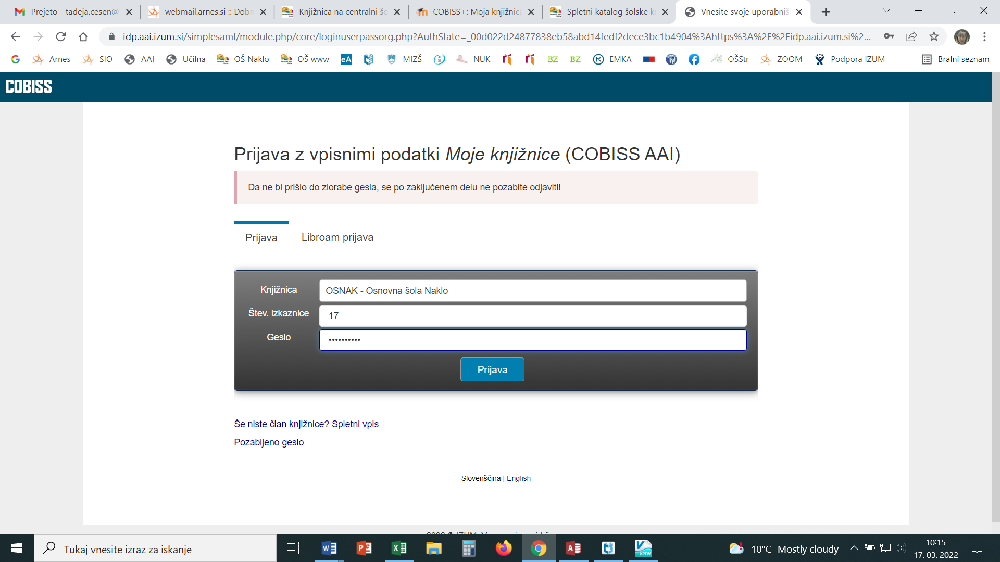 Prejeto - tadeja.cesen@
webmail.arnes.si :: Dobr
Knjižnica na centralni šo
COBISS+: Moja knjižnica
Spletni katalog šolske kn
Vnesite svoje uporabniš
idp.aai.izum.si/simplesaml/module.php/core/loginuserpassorg.php?AuthState=_00d022d24877838eb58abd14fedf2dece3bc1b4904%3Ahttps%3A%2F%2Fidp.aai.izum.si%2...
Arnes SIO AAI Učilna OŠ Naklo OŠ www eA MIZŠ NUK BZ BZ EMKA OŠStr ZOOM Podpora IZUM Bralni seznam
COBISS
Prijava z vpisnimi podatki Moje knjižnice (COBISS AAI)
Da ne bi prišlo do zlorabe gesla, se po zaključenem delu ne pozabite odjaviti!
Prijava Libroam prijava
Knjižnica OSNAK - Osnovna šola Naklo
Štev. izkaznice 17
Geslo ••••••••••
Prijava
Še niste član knjižnice? Spletni vpis
Pozabljeno geslo
Slovenščina | English
2022 © IZUM. Vse pravice pridržane.
Tukaj vnesite izraz za iskanje
10°C Mostly cloudy
10:15
17. 03. 2022